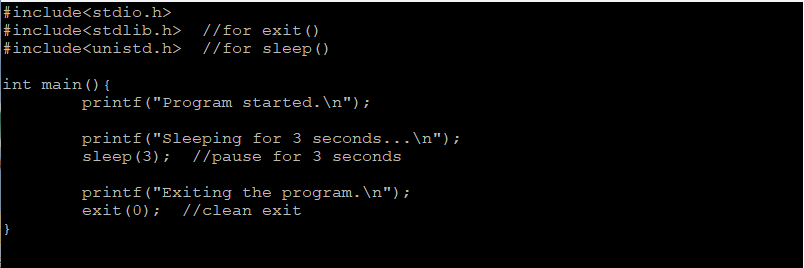 #include<stdio.h>
#include<stdlib.h>  //for exit()
#include<unistd.h>  //for sleep()

int main(){
        printf("Program started.\n");

        printf("Sleeping for 3 seconds...\n");
        sleep(3);  //pause for 3 seconds

        printf("Exiting the program.\n");
        exit(0);  //clean exit
}